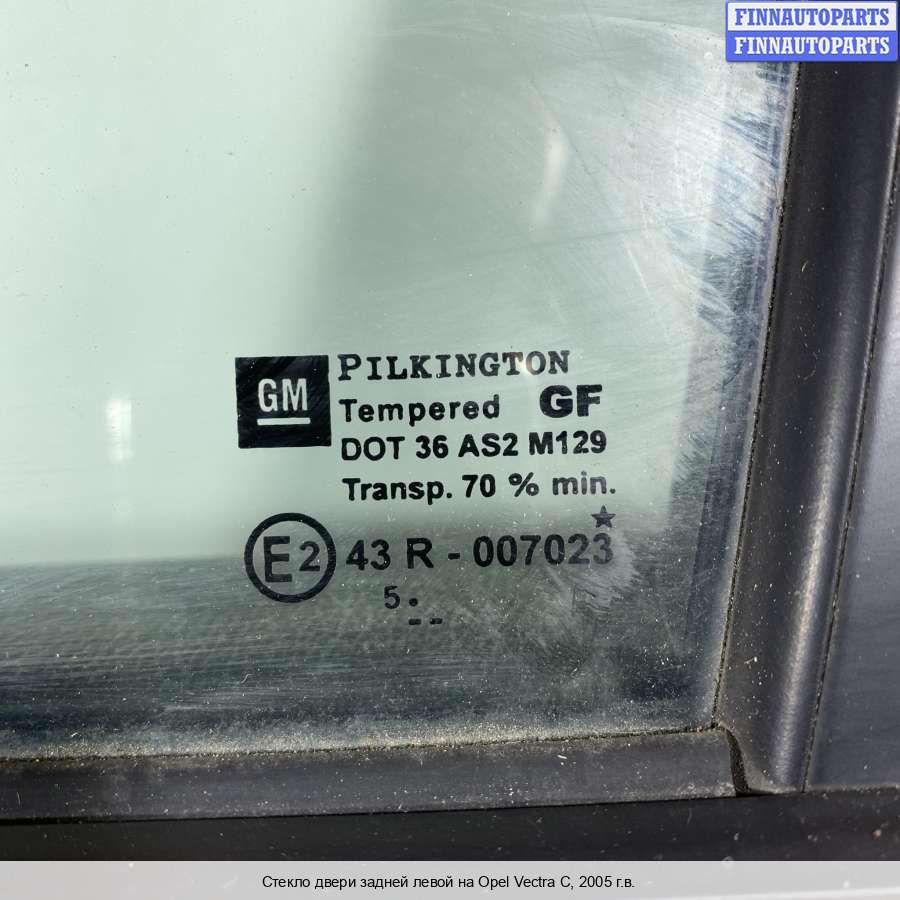 FINNAUTOPARTS
FINNAUTOPARTS
GM
PILKINGTON
Tempered GF
DOT 36 AS2 M129
Transp. 70 % min.
E2 43 R - 007023
5.
Стекло двери задней левой на Opel Vectra C, 2005 г.в.